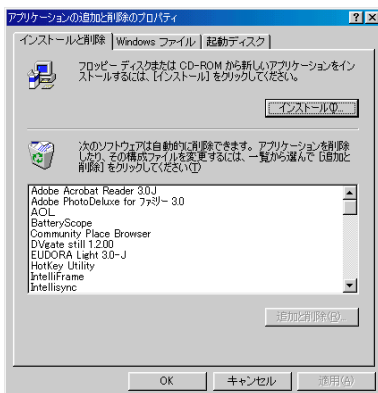 アプリケーションの追加と削除のプロパティ
インストールと削除
Windows ファイル
起動ディスク
フロッピー ディスクまたは CD-ROM から新しいアプリケーションをイン
ストールするには、[インストール] をクリックしてください。
インストール(I)...
次のソフトウェアは自動的に削除できます。アプリケーションを削除
したり、その構成ファイルを変更するには、一覧から選んで [追加と
削除] をクリックしてください(T)
Adobe Acrobat Reader 3.0J
Adobe PhotoDeluxe for ファミリー 3.0
AOL
BatteryScope
Community Place Browser
DVgate still 1.2.00
EUDORA Light 3.0-J
HotKey Utility
IntelliFrame
Intellisync
追加と削除(R)...
OK
キャンセル
適用(A)